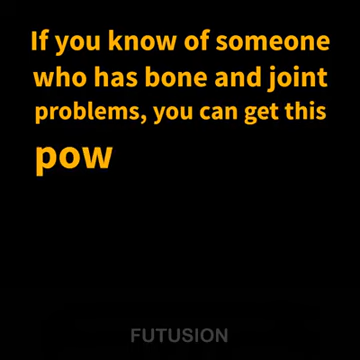 If you know of someone
who has bone and joint
problems, you can get this
pow
FUTUSION